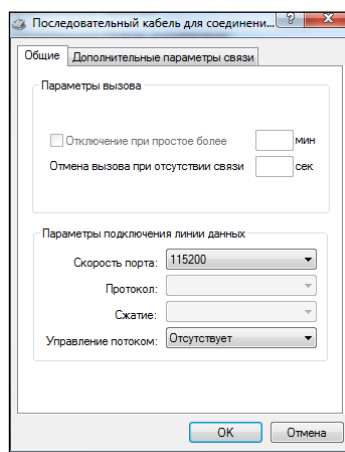 Последовательный кабель для соединени...
Общие
Дополнительные параметры связи
Параметры вызова
Отключение при простое более
мин
Отмена вызова при отсутствии связи
сек
Параметры подключения линии данных
Скорость порта: 115200
Протокол:
Сжатие:
Управление потоком: Отсутствует
OK
Отмена